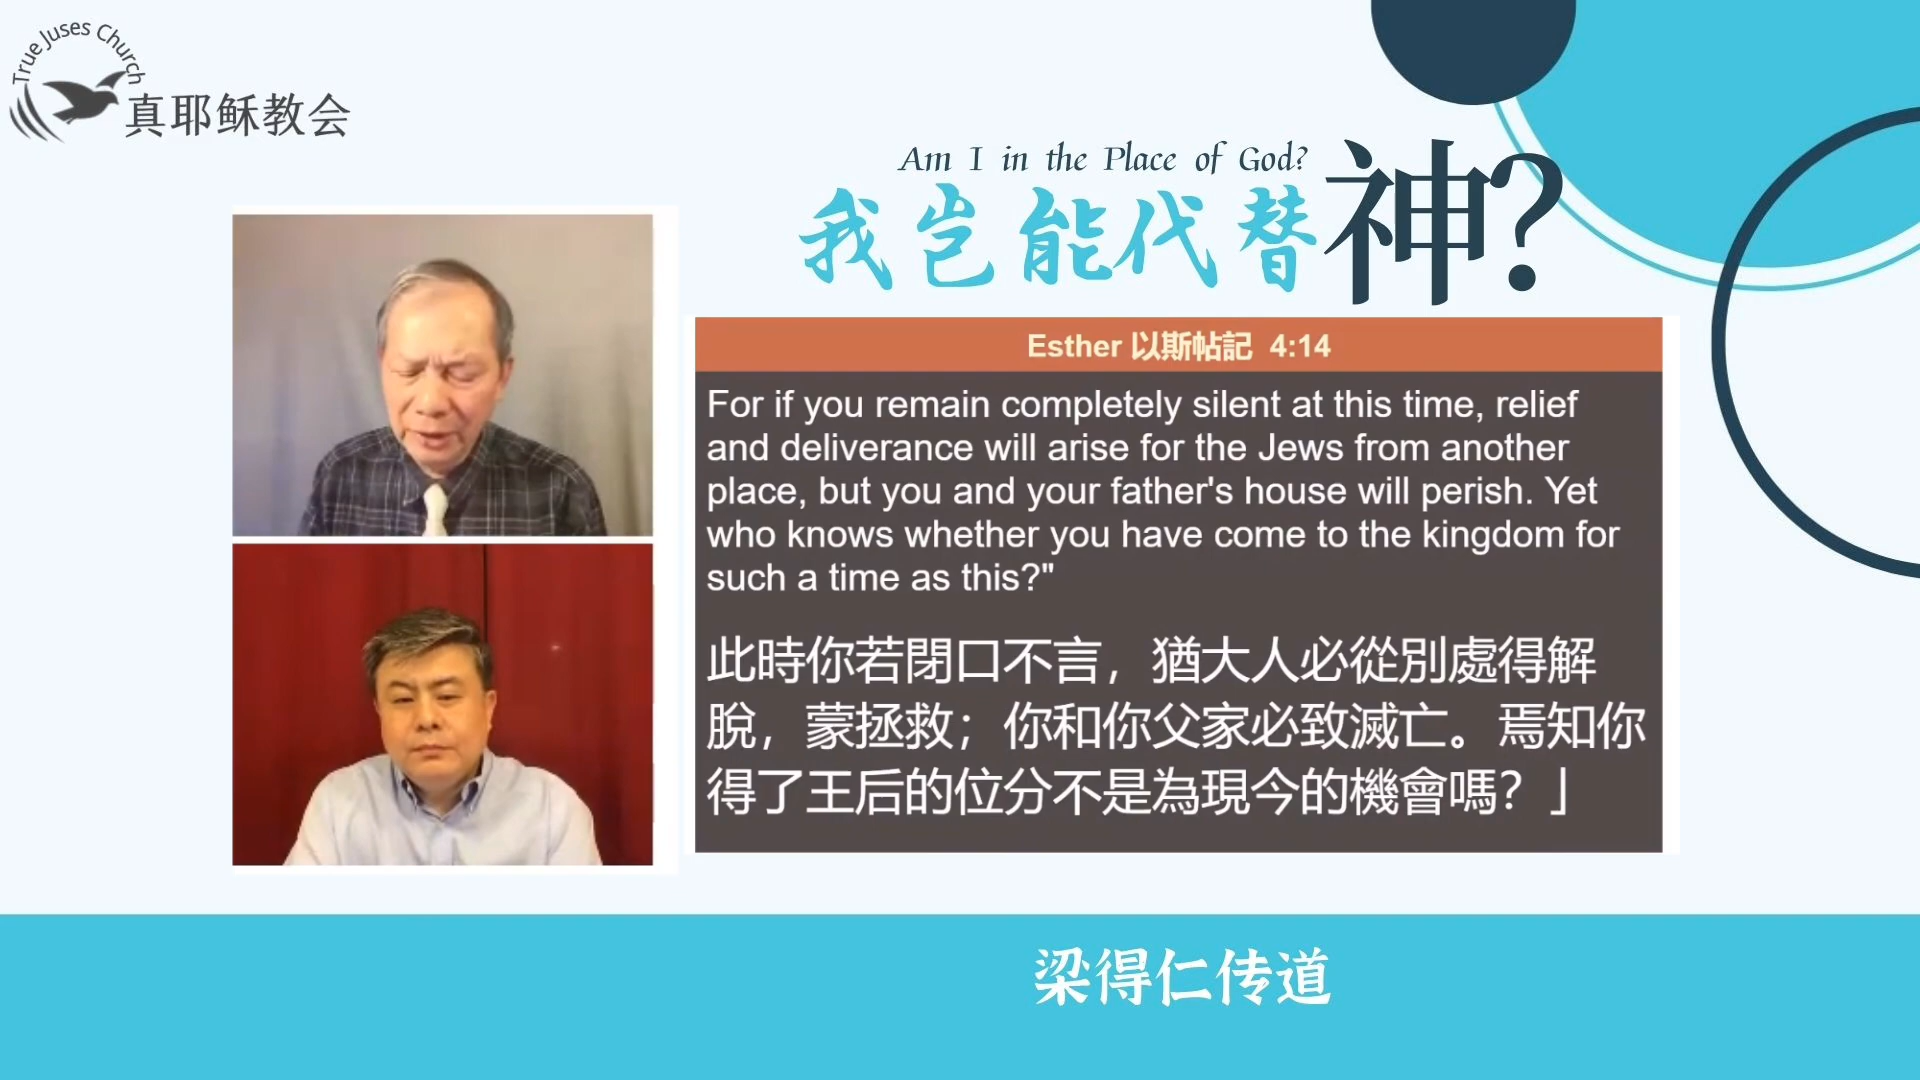 True Juses Church
真耶稣教会
Am I in the Place of God?
我岂能代替神?
Esther 以斯帖記 4:14
For if you remain completely silent at this time, relief
and deliverance will arise for the Jews from another
place, but you and your father's house will perish. Yet
who knows whether you have come to the kingdom for
such a time as this?"
此時你若閉口不言，猶大人必從別處得解
脫，蒙拯救；你和你父家必致滅亡。焉知你
得了王后的位分不是為現今的機會嗎？」
梁得仁传道